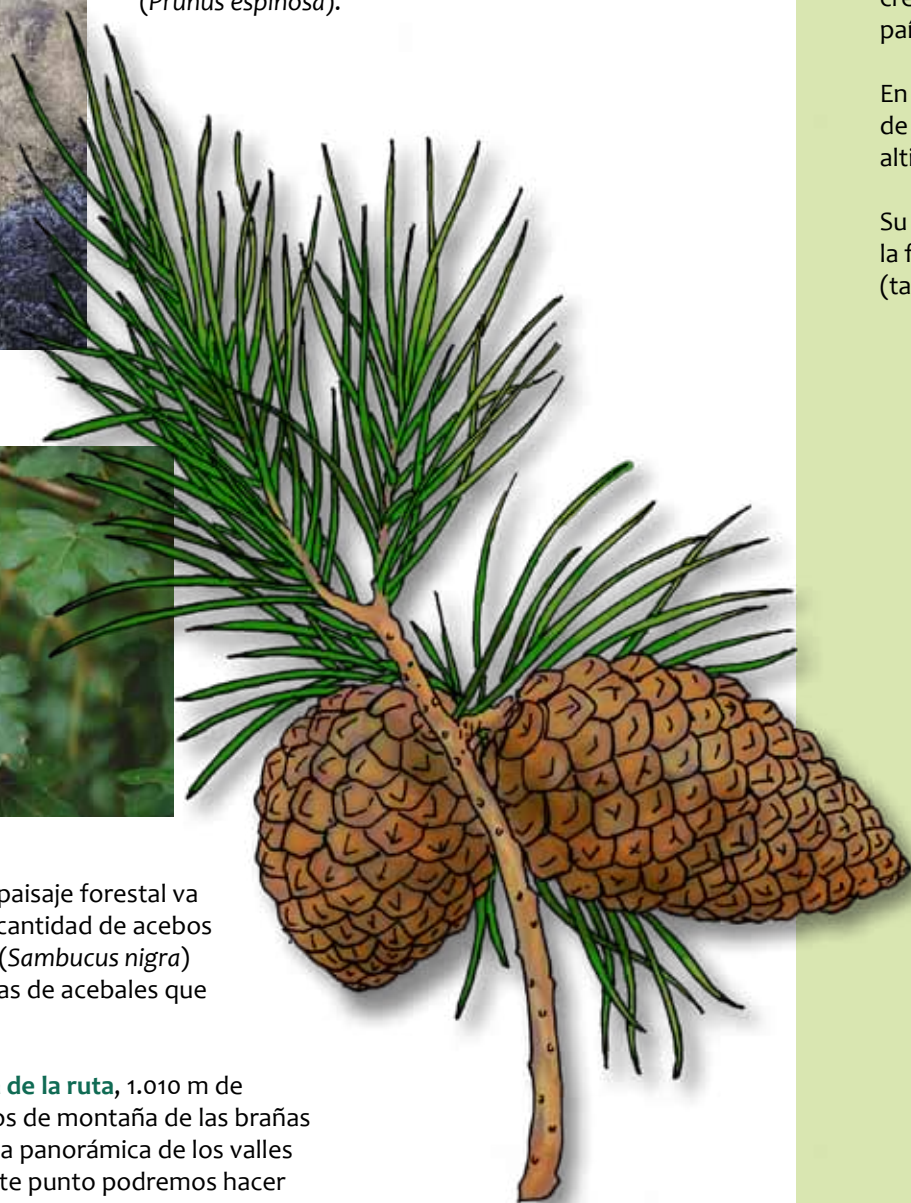 (Prunus espinosa).
paisaje forestal va
cantidad de acebos
(Sambucus nigra)
as de acebales que
de la ruta, 1.010 m de
os de montaña de las brañas
a panorámica de los valles
te punto podremos hacer
paí
En
de
alti
Su
la f
(ta